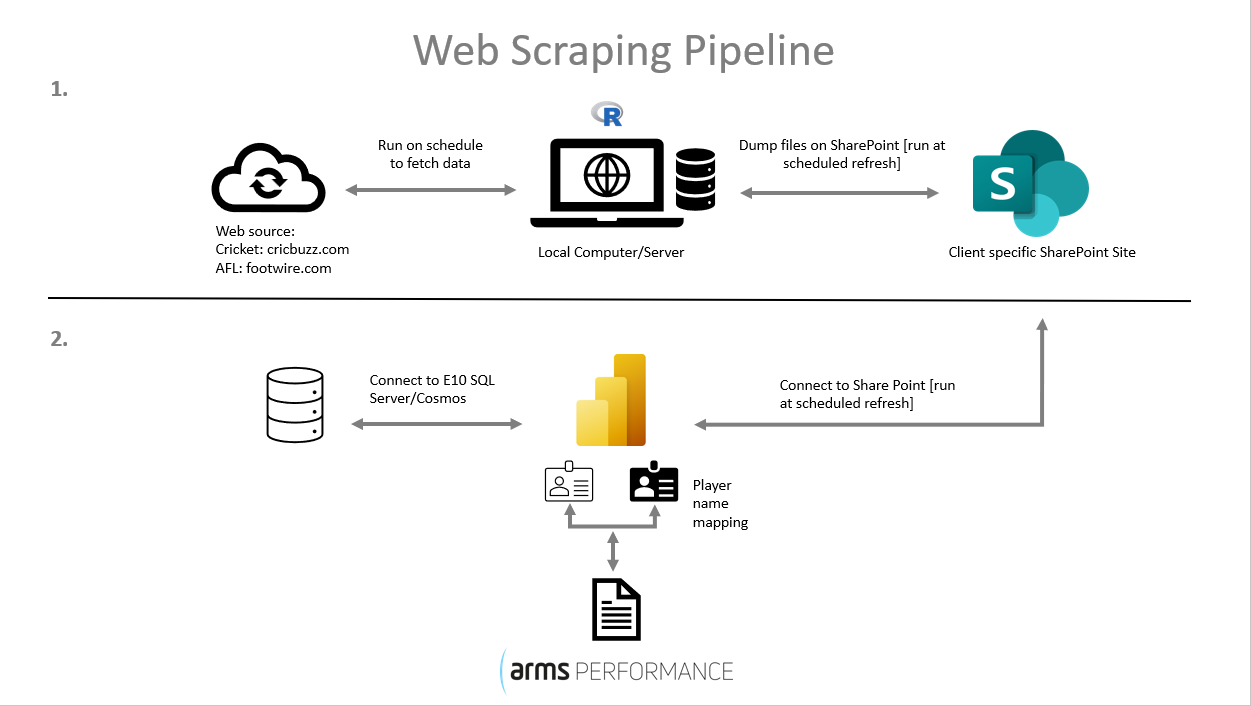 Web Scraping Pipeline
1.
R
Run on schedule
to fetch data
Dump files on SharePoint [run at
scheduled refresh]
S
Web source:
Cricket: cricbuzz.com
AFL: footwire.com
Local Computer/Server
Client specific SharePoint Site
2.
Connect to E10 SQL
Server/Cosmos
Connect to Share Point [run
at scheduled refresh]
Player
name
mapping
arms PERFORMANCE